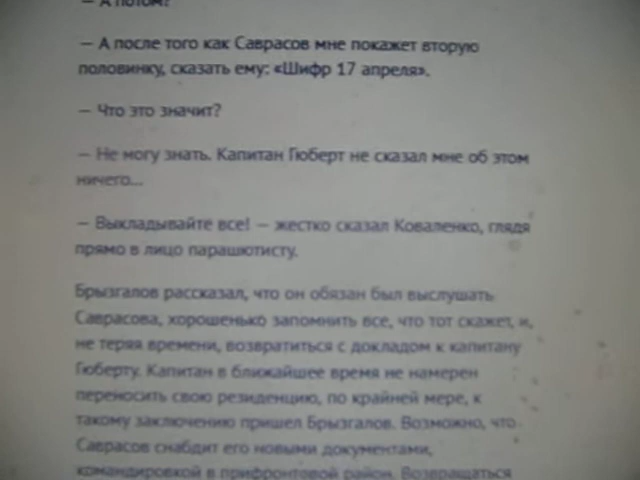 — А потом?
— А после того как Саврасов мне покажет вторую
половинку, сказать ему: «Шифр 17 апреля».
— Что это значит?
— Не могу знать. Капитан Гюберт не сказал мне об этом
ничего...
— Выкладывайте все! — жестко сказал Коваленко, глядя
прямо в лицо парашютисту.
Брызгалов рассказал, что он обязан был выслушать
Саврасова, хорошенько запомнить все, что тот скажет, и,
не теряя времени, возвратиться с докладом к капитану
Гюберту. Капитан в ближайшее время не намерен
переносить свою резиденцию, по крайней мере, к
такому заключению пришел Брызгалов. Возможно, что
Саврасов снабдит его новыми документами,
командировкой в прифронтовой район. Возвращаться